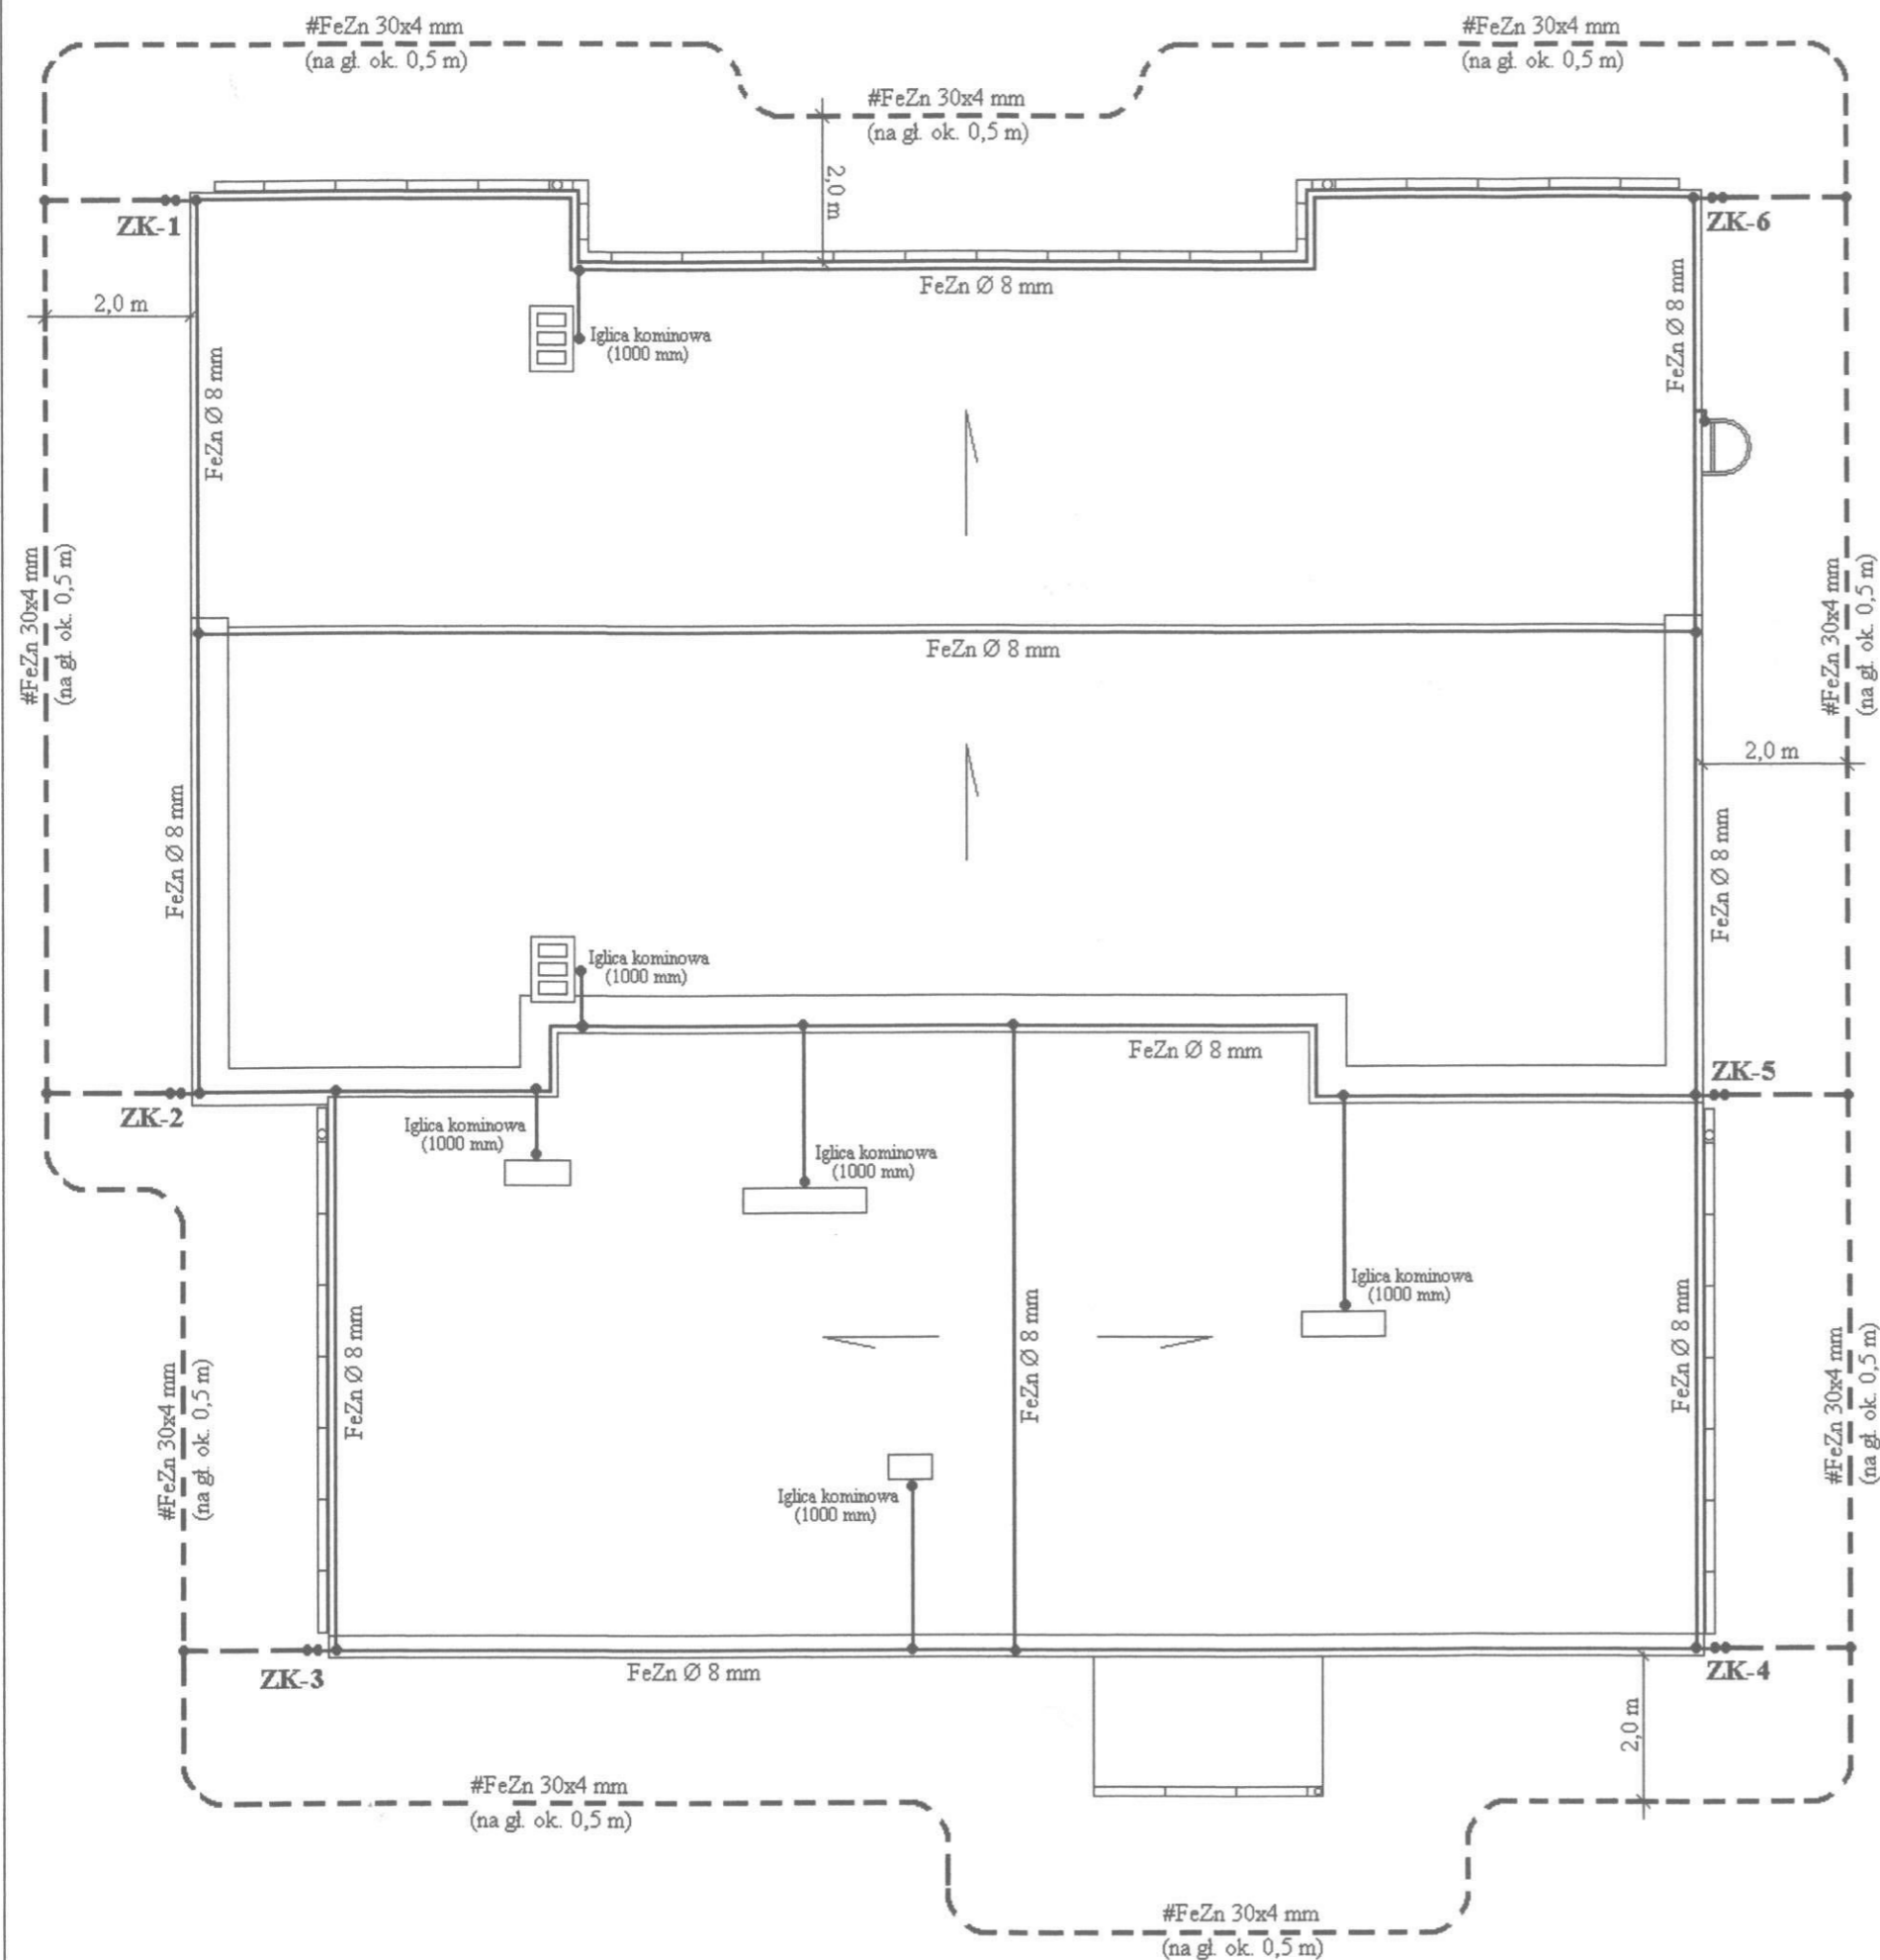 #FeZn 30x4 mm
(na gł. ok. 0,5 m)
#FeZn 30x4 mm
(na gł. ok. 0,5 m)
#FeZn 30x4 mm
(na gł. ok. 0,5 m)
2,0 m
ZK-1
ZK-6
FeZn Ø 8 mm
2,0 m
Iglica kominowa
(1000 mm)
FeZn Ø 8 mm
FeZn Ø 8 mm
#FeZn 30x4 mm
(na gł. ok. 0,5 m)
#FeZn 30x4 mm
(na gł. ok. 0,5 m)
FeZn Ø 8 mm
2,0 m
FeZn Ø 8 mm
FeZn Ø 8 mm
Iglica kominowa
(1000 mm)
FeZn Ø 8 mm
ZK-5
ZK-2
Iglica kominowa
(1000 mm)
Iglica kominowa
(1000 mm)
Iglica kominowa
(1000 mm)
FeZn Ø 8 mm
FeZn Ø 8 mm
FeZn Ø 8 mm
#FeZn 30x4 mm
(na gł. ok. 0,5 m)
#FeZn 30x4 mm
(na gł. ok. 0,5 m)
Iglica kominowa
(1000 mm)
ZK-3
FeZn Ø 8 mm
ZK-4
2,0 m
#FeZn 30x4 mm
(na gł. ok. 0,5 m)
#FeZn 30x4 mm
(na gł. ok. 0,5 m)